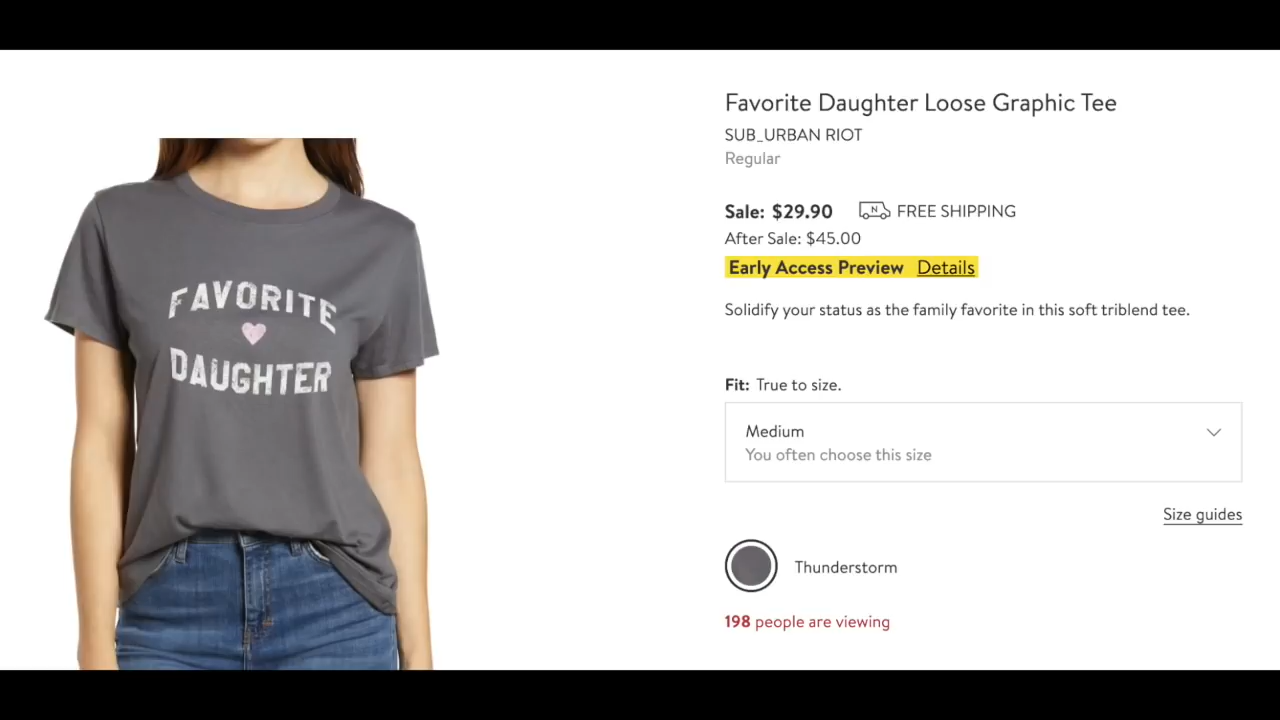 FAVORITE
DAUGHTER
Favorite Daughter Loose Graphic Tee
SUB_URBAN RIOT
Regular
Sale: $29.90 N FREE SHIPPING
After Sale: $45.00
Early Access Preview Details
Solidify your status as the family favorite in this soft triblend tee.
Fit: True to size.
Medium
You often choose this size
Size guides
Thunderstorm
198 people are viewing